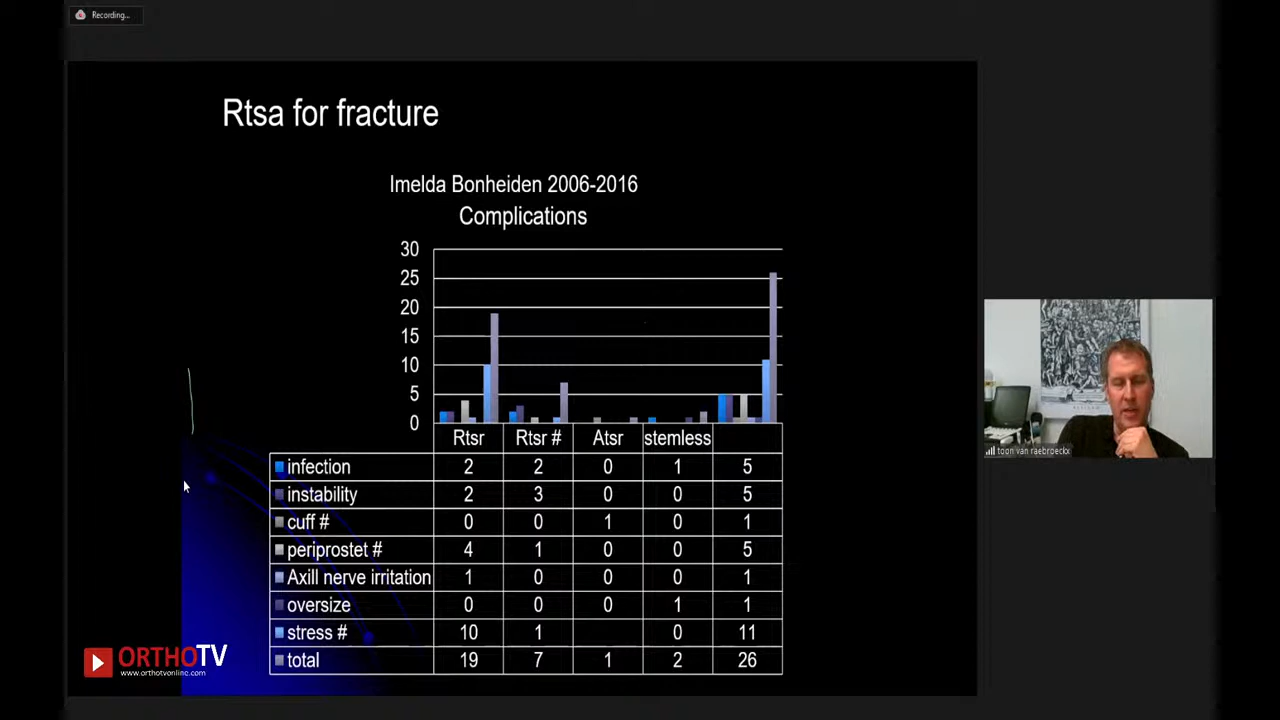 Recording...
Rtsa for fracture
Imelda Bonheiden 2006-2016
Complications
30
25
20
15
10
5
0
Rtsr Rtsr # Atsr stemless
infection 2 2 0 1 5
instability 2 3 0 0 5
cuff # 0 0 1 0 1
periprostet # 4 1 0 0 5
Axill nerve irritation 1 0 0 0 1
oversize 0 0 0 1 1
stress # 10 1 0 11
total 19 7 1 2 26
toon van raebroeckx
ORTHOTV
www.orthotvonline.com